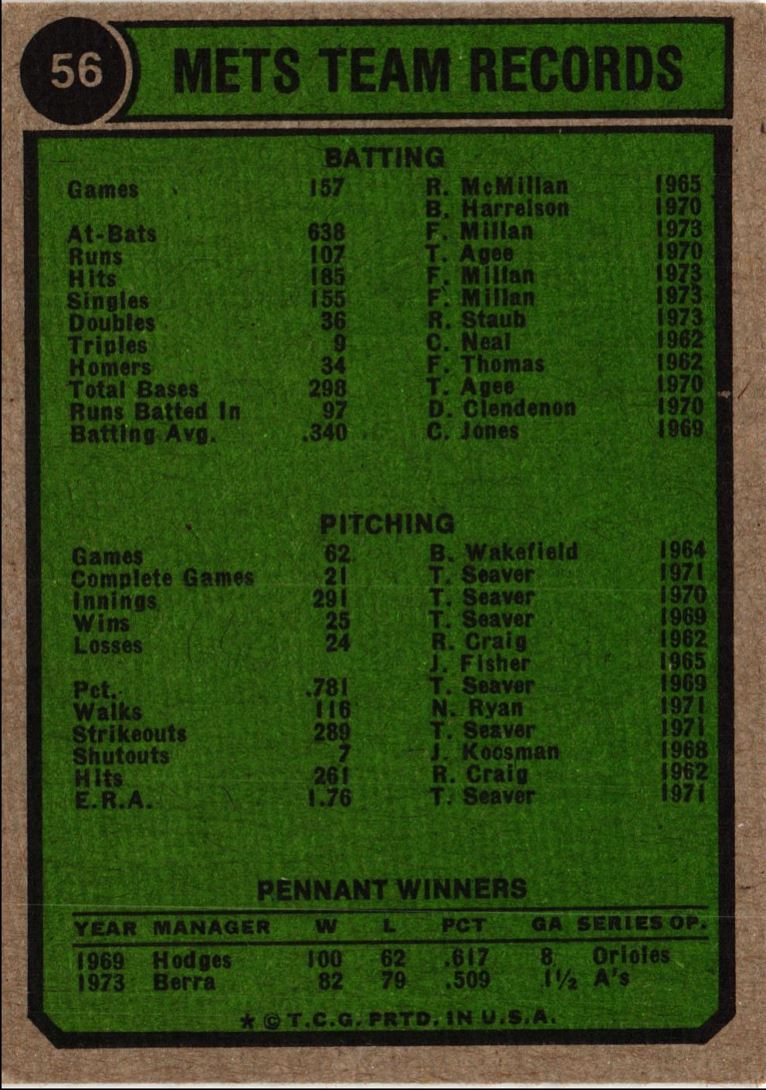 56 METS TEAM RECORDS
BATTING
Games 157 R. McMillan 1965
B. Harrelson 1970
At-Bats 638 F. Millan 1973
Runs 107 T. Agee 1970
Hits 185 F. Millan 1973
Singles 155 F. Millan 1973
Doubles 36 R. Staub 1973
Triples 9 C. Neal 1962
Homers 34 F. Thomas 1962
Total Bases 298 T. Agee 1970
Runs Batted In 97 D. Clendenon 1970
Batting Avg. .340 C. Jones 1969
PITCHING
Games 62 B. Wakefield 1964
Complete Games 21 T. Seaver 1971
Innings 291 T. Seaver 1970
Wins 25 T. Seaver 1969
Losses 24 R. Craig 1962
J. Fisher 1965
Pct. .781 T. Seaver 1969
Walks 116 N. Ryan 1971
Strikeouts 289 T. Seaver 1971
Shutouts 7 J. Koosman 1968
Hits 261 R. Craig 1962
E.R.A. 1.76 T. Seaver 1971
PENNANT WINNERS
YEAR MANAGER W L PCT GA SERIES OP.
1969 Hodges 100 62 .617 8 Orioles
1973 Berra 82 79 .509 1½ A's
* © T.C.G. PRTD. IN U.S.A.